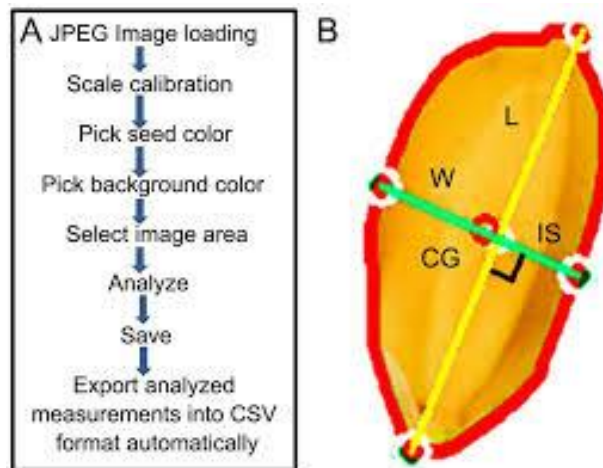 A
JPEG Image loading
Scale calibration
Pick seed color
Pick background color
Select image area
Analyze
Save
Export analyzed
measurements into CSV
format automatically
B
L
W
IS
CG